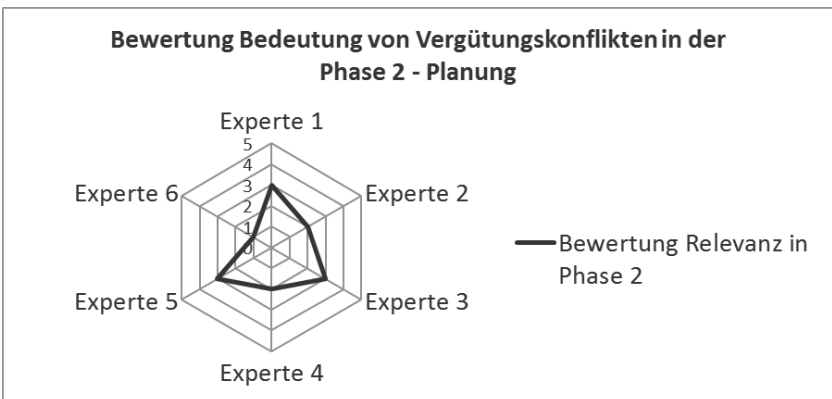 Bewertung Bedeutung von Vergütungskonflikten in der
Phase 2 - Planung
Experte 1
5
4
3
2
1
0
Experte 2
Experte 3
Experte 4
Experte 5
Experte 6
Bewertung Relevanz in
Phase 2